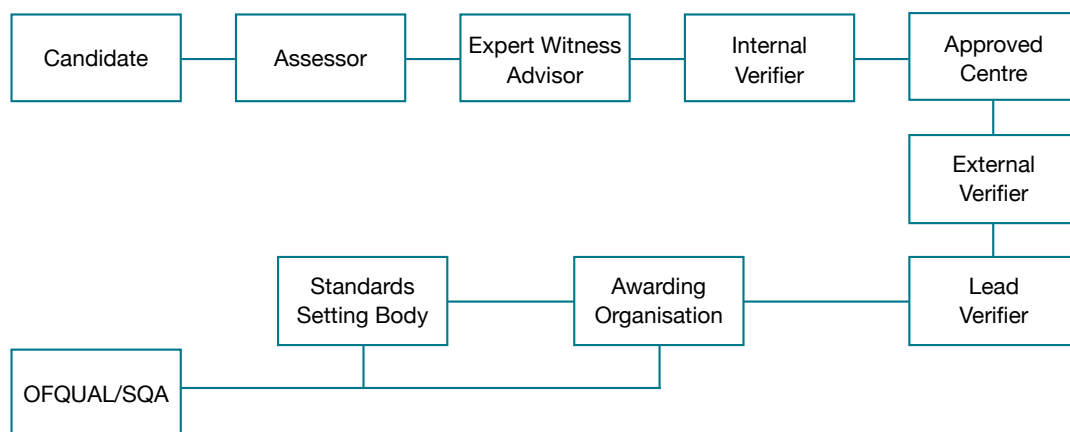 Candidate
Assessor
Expert Witness
Advisor
Internal
Verifier
Approved
Centre
External
Verifier
Lead
Verifier
Awarding
Organisation
Standards
Setting Body
OFQUAL/SQA